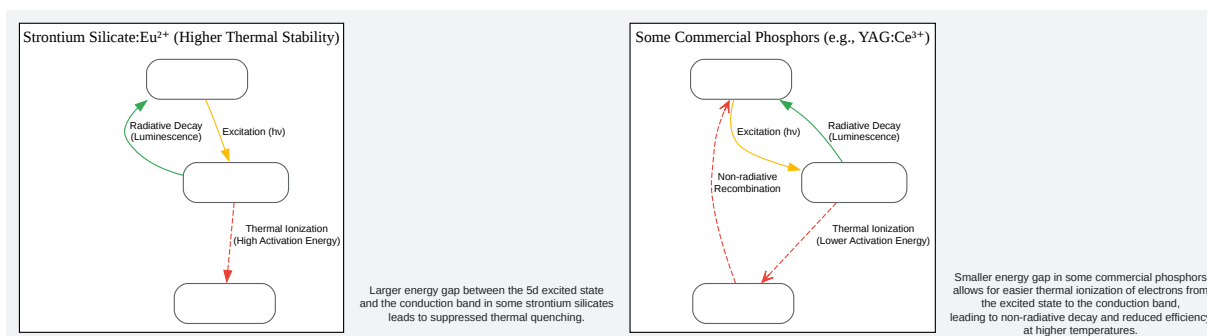 Strontium Silicate:Eu²⁺ (Higher Thermal Stability)
Radiative Decay
(Luminescence)
Excitation (hν)
Thermal Ionization
(High Activation Energy)
Larger energy gap between the 5d excited state
and the conduction band in some strontium silicates
leads to suppressed thermal quenching.
Some Commercial Phosphors (e.g., YAG:Ce³⁺)
Excitation (hν)
Radiative Decay
(Luminescence)
Non-radiative
Recombination
Thermal Ionization
(Lower Activation Energy)
Smaller energy gap in some commercial phosphors
allows for easier thermal ionization of electrons from
the excited state to the conduction band,
leading to non-radiative decay and reduced efficiency
at higher temperatures.